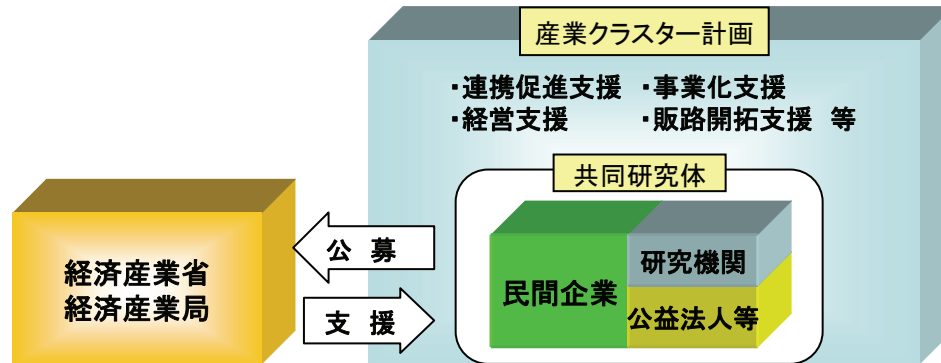 産業クラスター計画
・連携促進支援 ・事業化支援
・経営支援 ・販路開拓支援 等
共同研究体
公 募
経済産業省
経済産業局
支 援
民間企業
研究機関
公益法人等